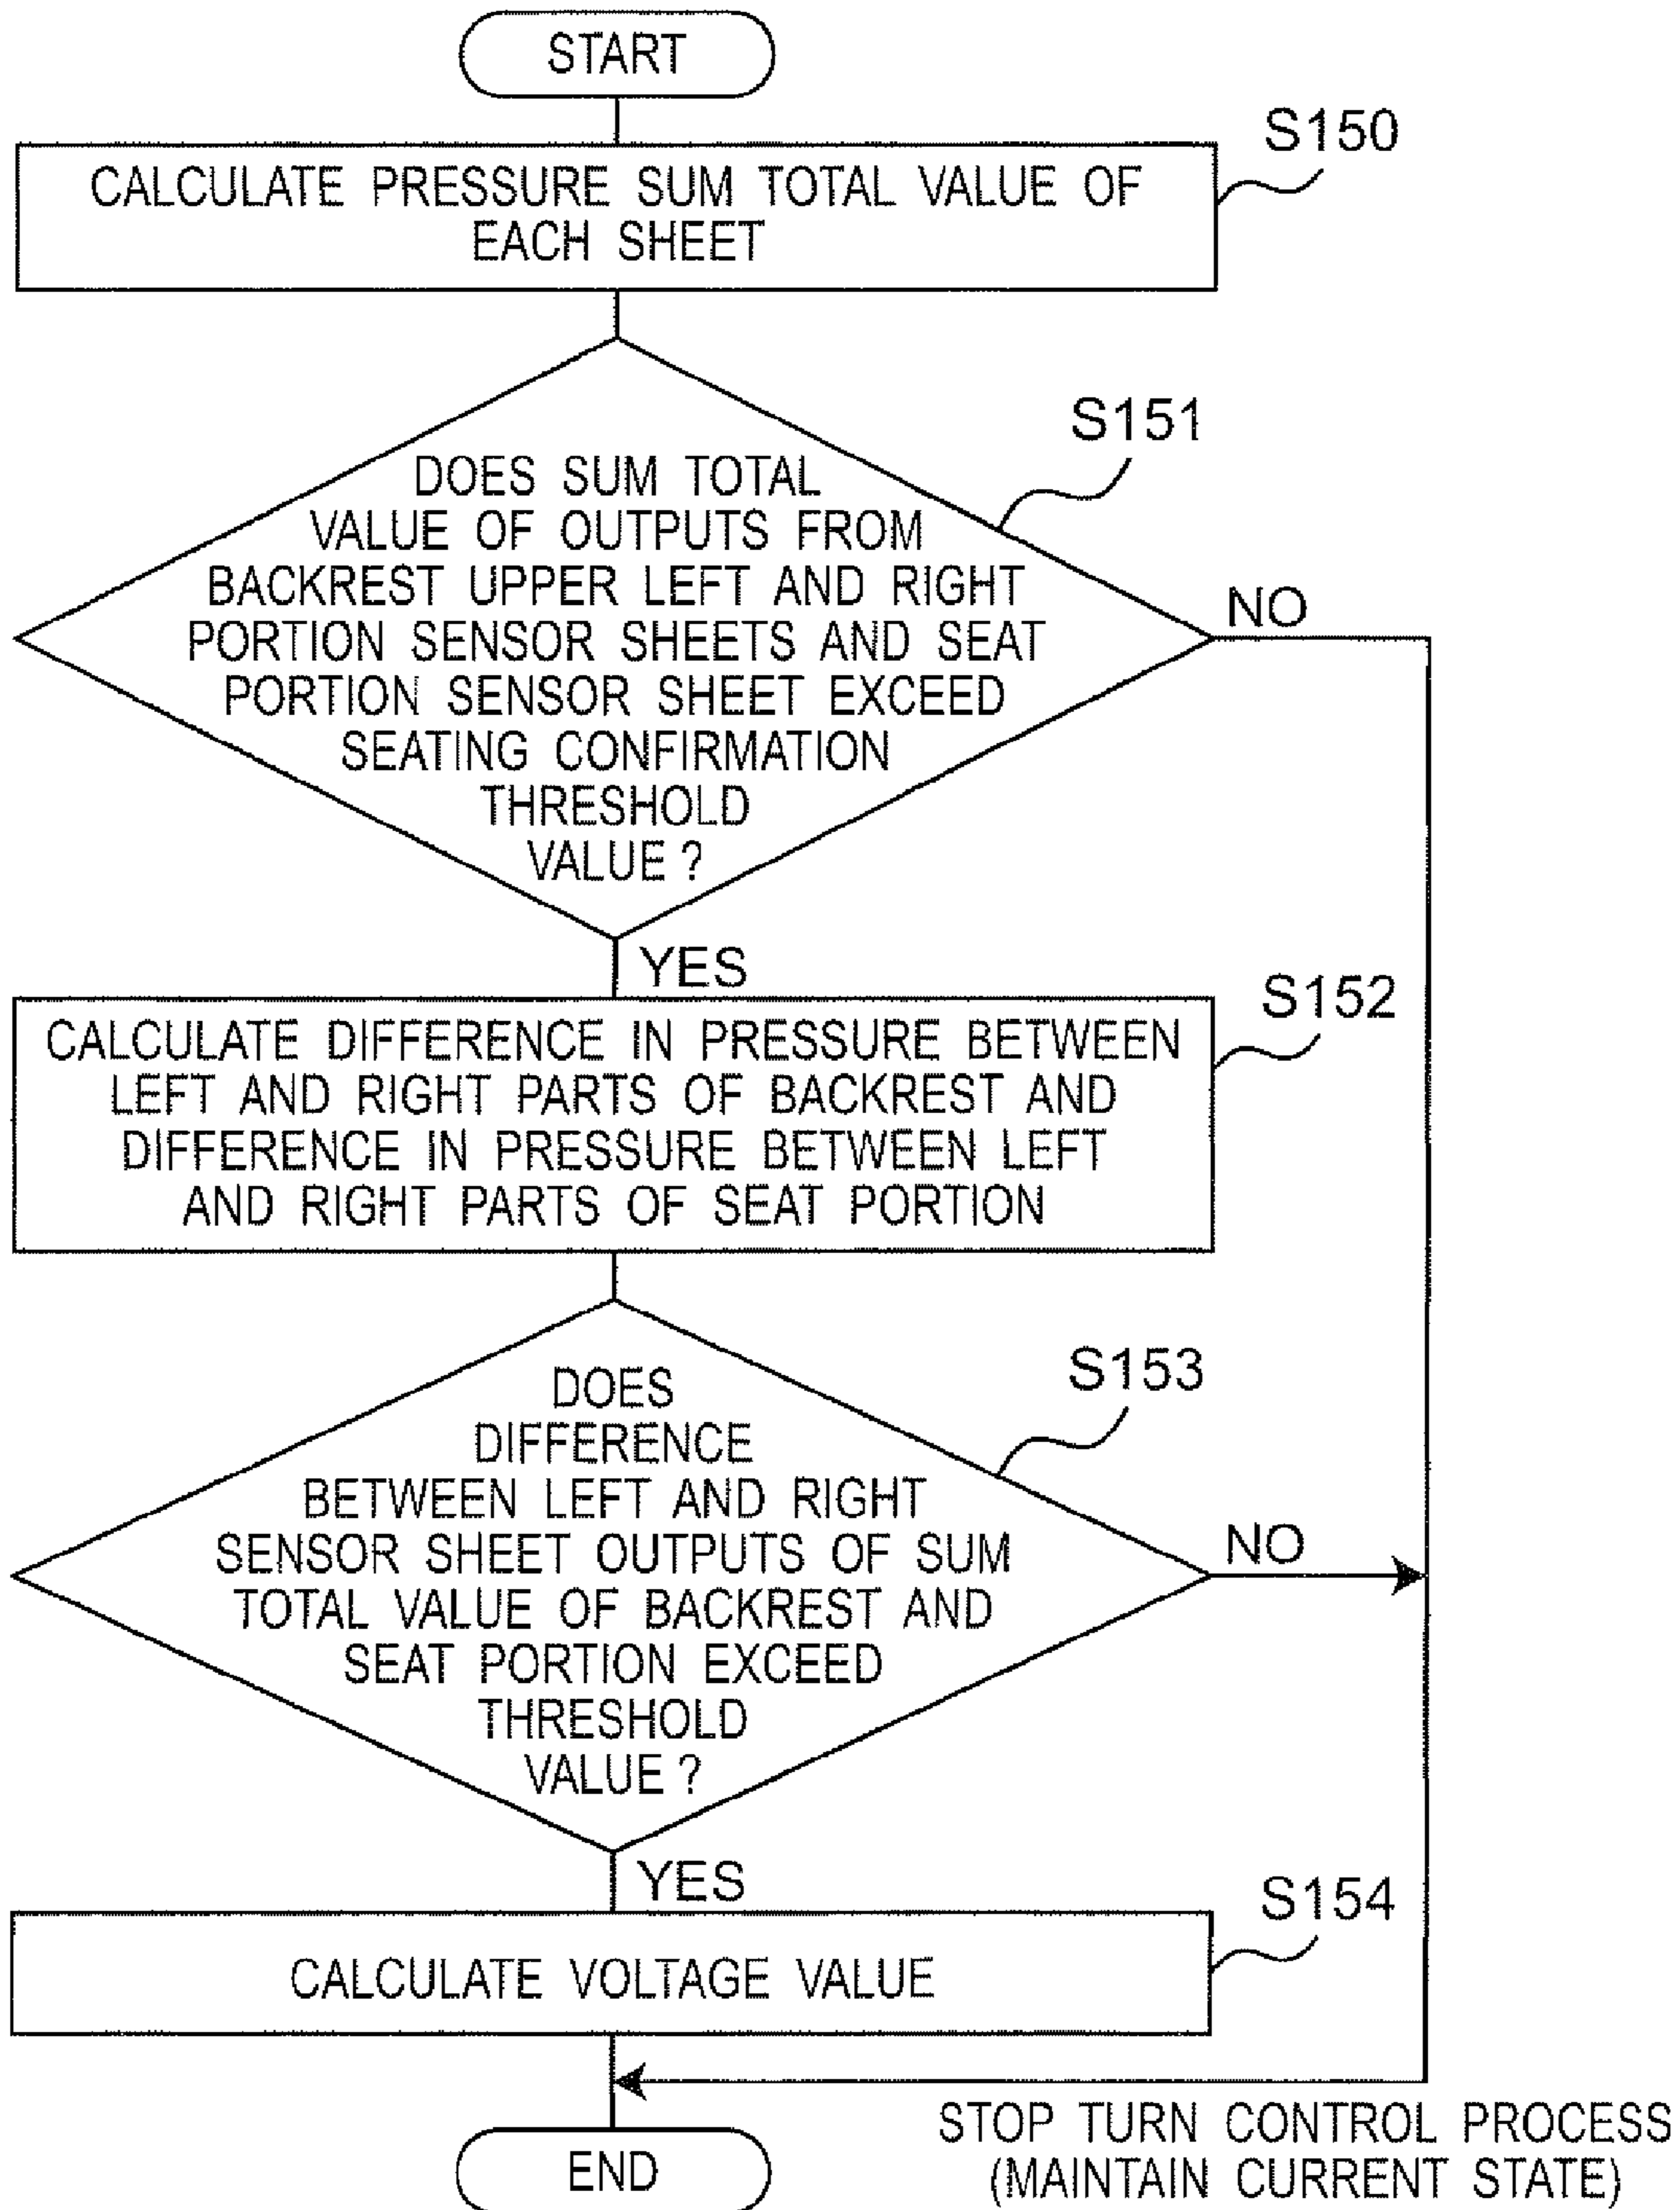 START
S150
CALCULATE PRESSURE SUM TOTAL VALUE OF
EACH SHEET
S151
DOES SUM TOTAL
VALUE OF OUTPUTS FROM
BACKREST UPPER LEFT AND RIGHT
PORTION SENSOR SHEETS AND SEAT
PORTION SENSOR SHEET EXCEED
SEATING CONFIRMATION
THRESHOLD
VALUE ?
NO
YES
S152
CALCULATE DIFFERENCE IN PRESSURE BETWEEN
LEFT AND RIGHT PARTS OF BACKREST AND
DIFFERENCE IN PRESSURE BETWEEN LEFT
AND RIGHT PARTS OF SEAT PORTION
S153
DOES
DIFFERENCE
BETWEEN LEFT AND RIGHT
SENSOR SHEET OUTPUTS OF SUM
TOTAL VALUE OF BACKREST AND
SEAT PORTION EXCEED
THRESHOLD
VALUE ?
NO
YES
S154
CALCULATE VOLTAGE VALUE
STOP TURN CONTROL PROCESS
(MAINTAIN CURRENT STATE)
END